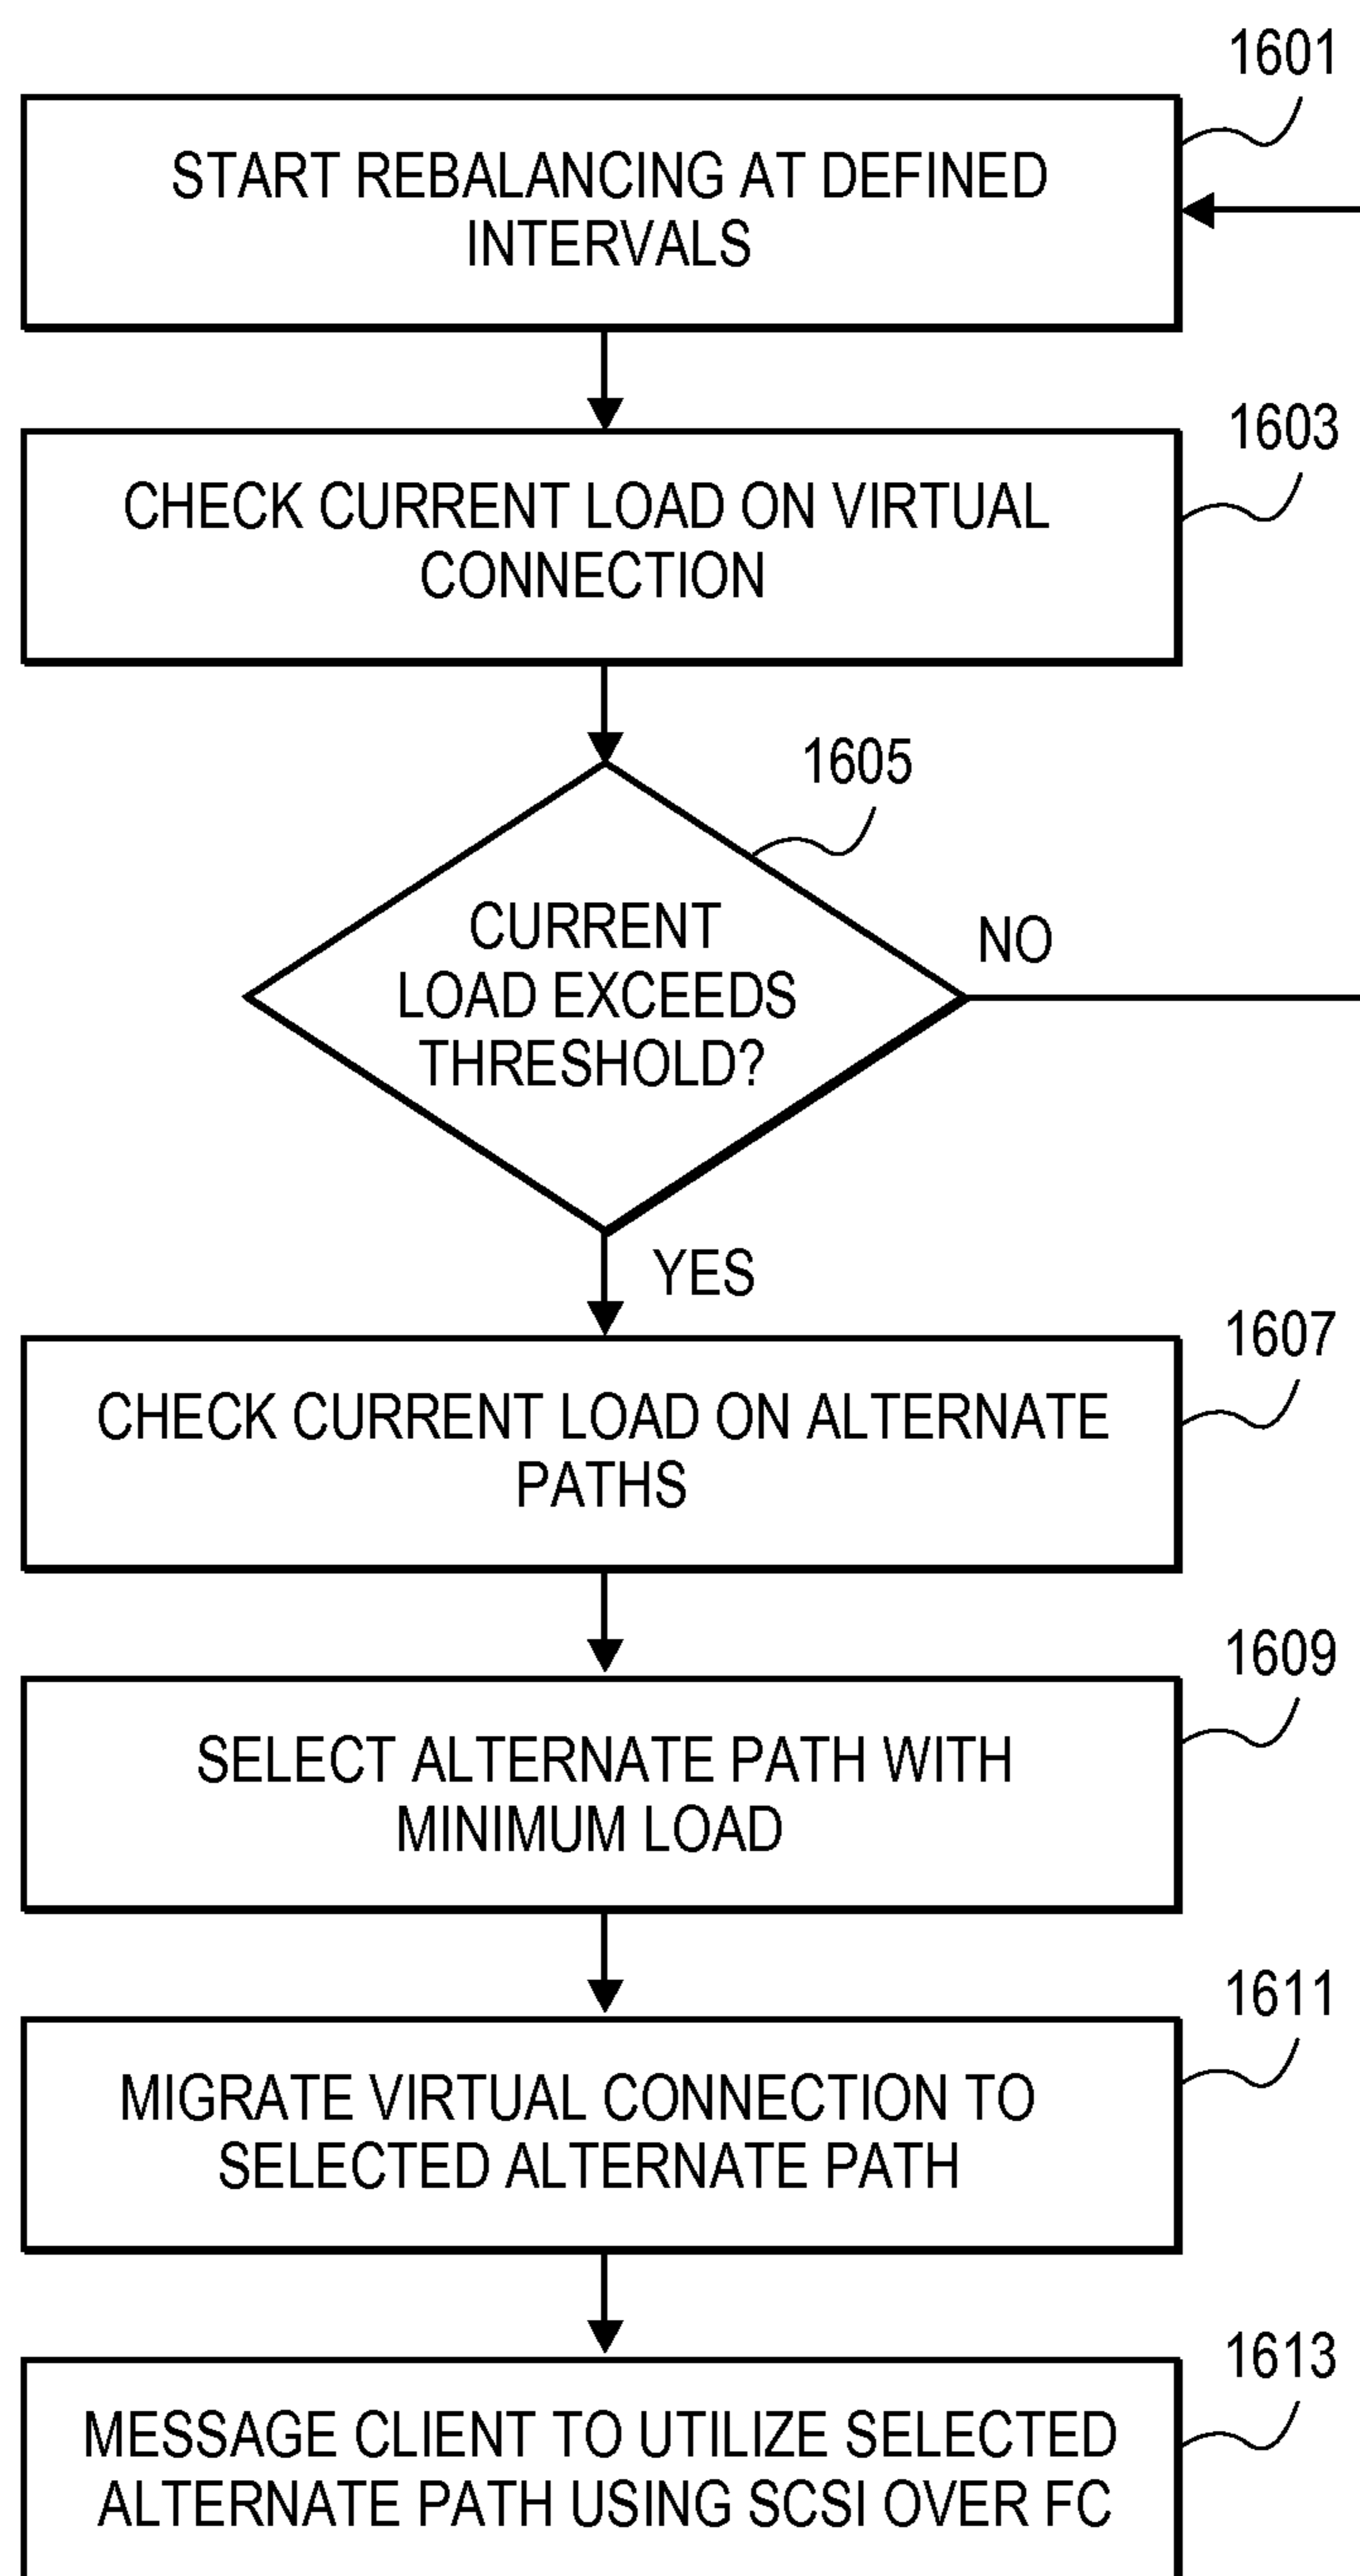 1601
START REBALANCING AT DEFINED
INTERVALS
1603
CHECK CURRENT LOAD ON VIRTUAL
CONNECTION
1605
CURRENT
LOAD EXCEEDS
THRESHOLD?
NO
YES
1607
CHECK CURRENT LOAD ON ALTERNATE
PATHS
1609
SELECT ALTERNATE PATH WITH
MINIMUM LOAD
1611
MIGRATE VIRTUAL CONNECTION TO
SELECTED ALTERNATE PATH
1613
MESSAGE CLIENT TO UTILIZE SELECTED
ALTERNATE PATH USING SCSI OVER FC